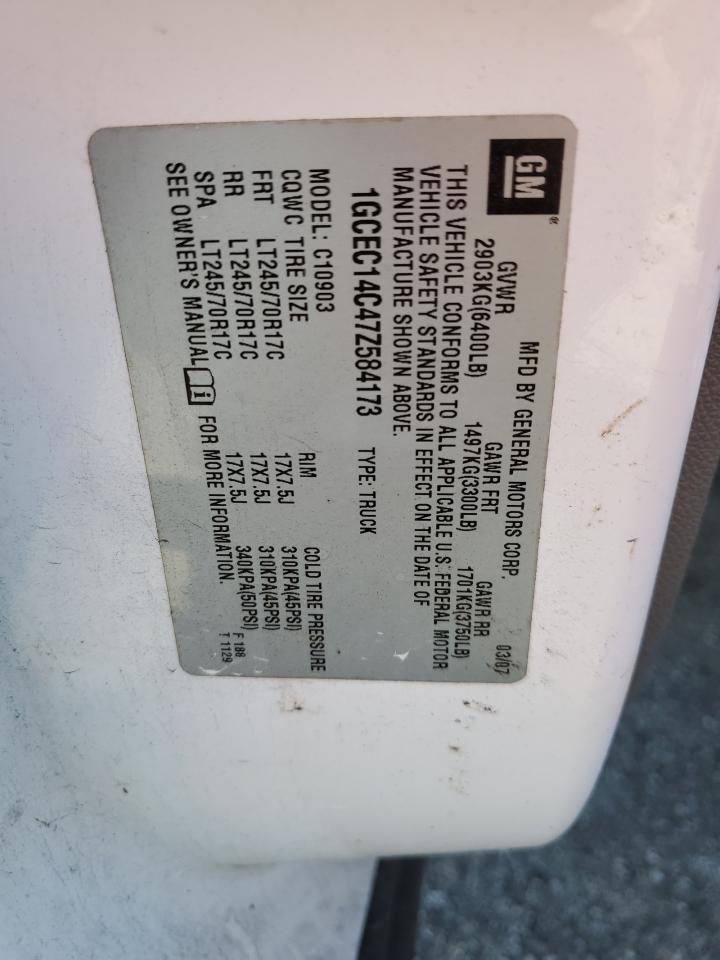 GM
MFD BY GENERAL MOTORS CORP. 03/07
GVWR GAWR FRT GAWR RR
2903KG(6400LB) 1497KG(3300LB) 1701KG(3750LB)
THIS VEHICLE CONFORMS TO ALL APPLICABLE U.S. FEDERAL MOTOR
VEHICLE SAFETY STANDARDS IN EFFECT ON THE DATE OF
MANUFACTURE SHOWN ABOVE.
1GCEC14C47Z584173 TYPE: TRUCK
MODEL: C10903
CQWC TIRE SIZE RIM COLD TIRE PRESSURE
FRT LT245/70R17C 17X7.5J 310KPA(45PSI)
RR LT245/70R17C 17X7.5J 310KPA(45PSI)
SPA LT245/70R17C 17X7.5J 340KPA(50PSI)
SEE OWNER'S MANUAL i FOR MORE INFORMATION.
F 188
T 1129